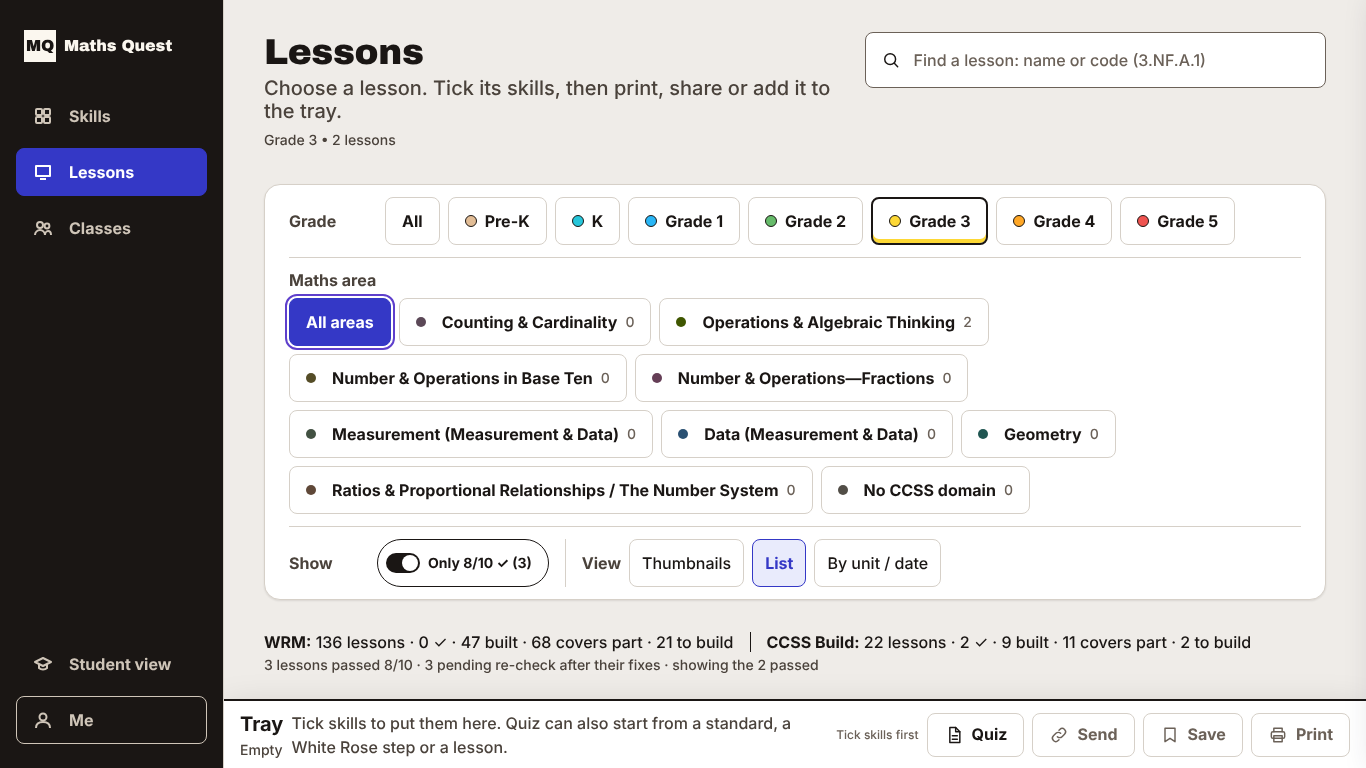 MQ Maths Quest
Skills
Lessons
Classes
Student view
Me
Lessons
Choose a lesson. Tick its skills, then print, share or add it to
the tray.
Grade 3 • 2 lessons
Find a lesson: name or code (3.NF.A.1)
Grade All Pre-K K Grade 1 Grade 2 Grade 3 Grade 4 Grade 5
Maths area
All areas Counting & Cardinality 0 Operations & Algebraic Thinking 2
Number & Operations in Base Ten 0 Number & Operations—Fractions 0
Measurement (Measurement & Data) 0 Data (Measurement & Data) 0 Geometry 0
Ratios & Proportional Relationships / The Number System 0 No CCSS domain 0
Show Only 8/10 ✓ (3) View Thumbnails List By unit / date
WRM: 136 lessons · 0 ✓ · 47 built · 68 covers part · 21 to build | CCSS Build: 22 lessons · 2 ✓ · 9 built · 11 covers part · 2 to build
3 lessons passed 8/10 · 3 pending re-check after their fixes · showing the 2 passed
Tray
Empty
Tick skills to put them here. Quiz can also start from a standard, a
White Rose step or a lesson.
Tick skills first Quiz Send Save Print